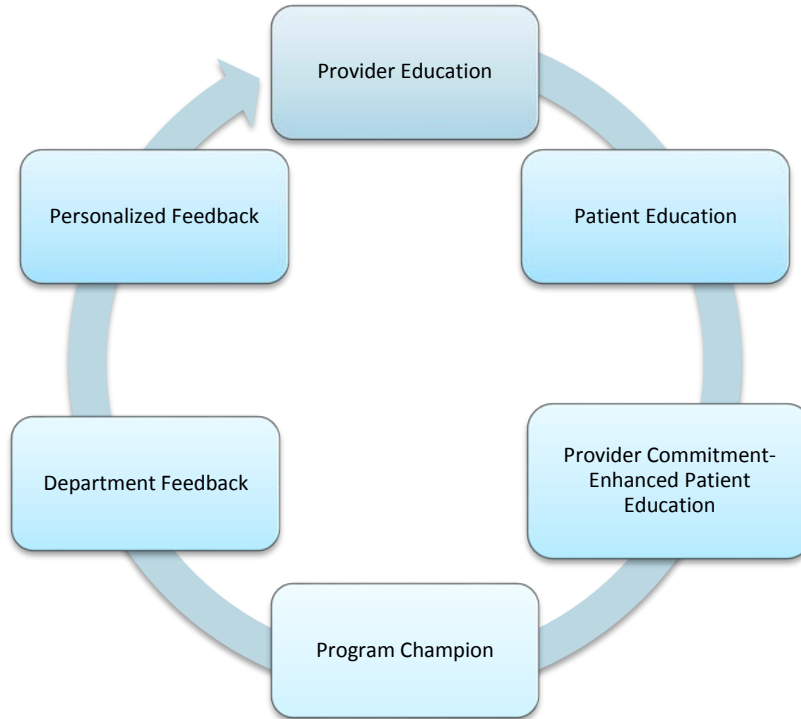 Provider Education
Patient Education
Provider Commitment-
Enhanced Patient
Education
Program Champion
Department Feedback
Personalized Feedback